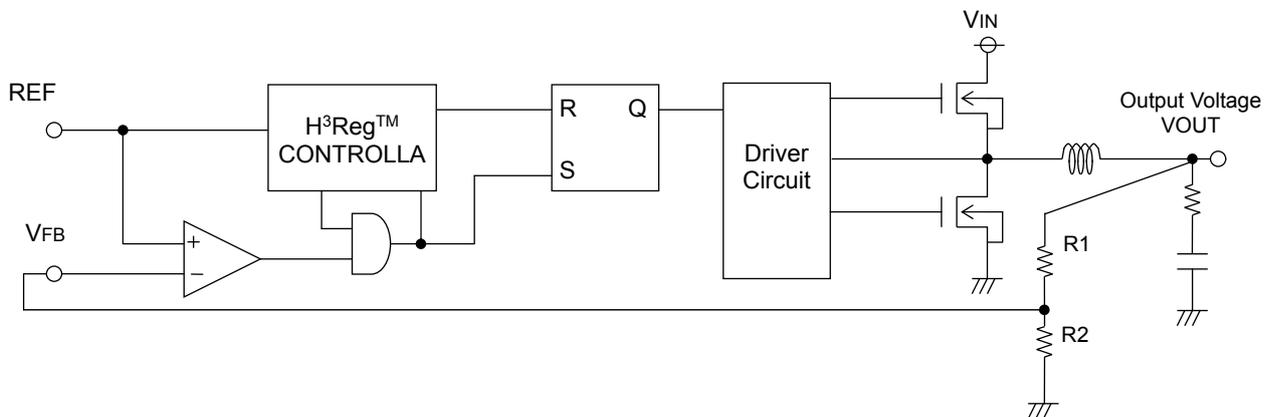 VIN
REF
Output Voltage
VOUT
H³Reg™
CONTROLLA
R
Q
S
Driver
Circuit
VFB
+
−
R1
R2